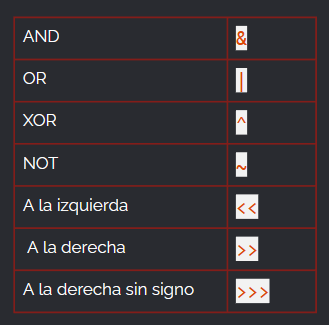 AND &
OR |
XOR ^
NOT ~
A la izquierda <<
A la derecha >>
A la derecha sin signo >>>